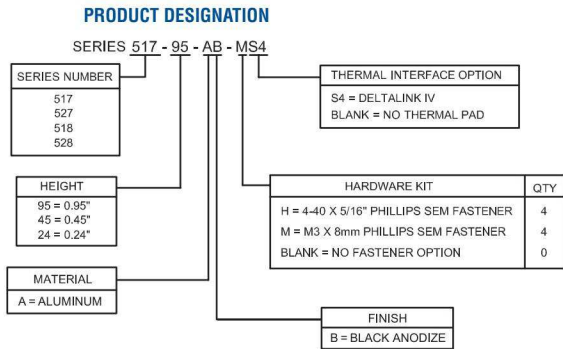 PRODUCT DESIGNATION
SERIES 517 - 95 - AB - MS4
SERIES NUMBER
517
527
518
528
THERMAL INTERFACE OPTION
S4 = DELTALINK IV
BLANK = NO THERMAL PAD
HEIGHT
95 = 0.95"
45 = 0.45"
24 = 0.24"
HARDWARE KIT QTY
H = 4-40 X 5/16" PHILLIPS SEM FASTENER 4
M = M3 X 8mm PHILLIPS SEM FASTENER 4
BLANK = NO FASTENER OPTION 0
MATERIAL
A = ALUMINUM
FINISH
B = BLACK ANODIZE